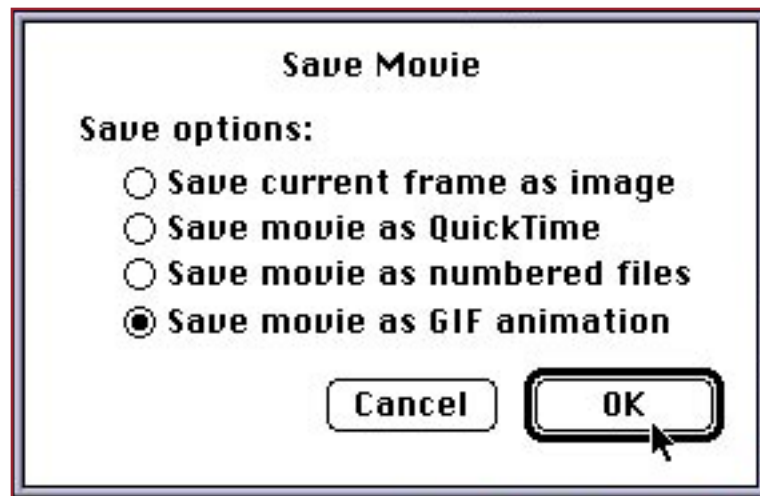 Save Movie
Save options:
Save current frame as image
Save movie as QuickTime
Save movie as numbered files
Save movie as GIF animation
Cancel OK